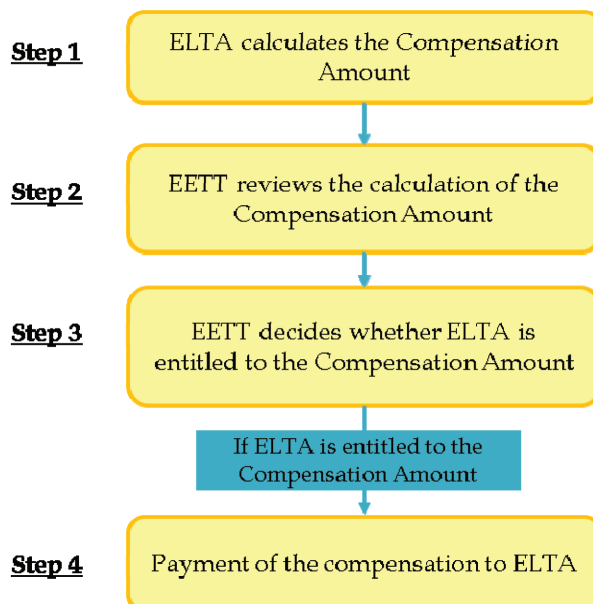 Step 1
ELTA calculates the Compensation
Amount
Step 2
EETT reviews the calculation of the
Compensation Amount
Step 3
EETT decides whether ELTA is
entitled to the Compensation Amount
If ELTA is entitled to the
Compensation Amount
Step 4
Payment of the compensation to ELTA